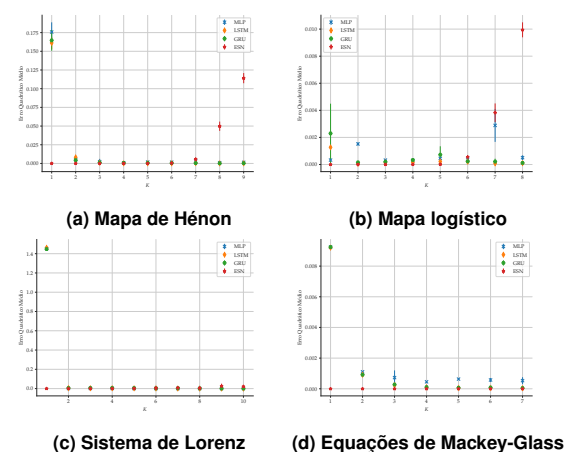 0.175
0.150
0.125
0.100
0.075
0.050
0.025
0.000
Erro Quadrático Médio
1 2 3 4 5 6 7 8 9
K
MLP
LSTM
GRU
ESN
(a) Mapa de Hénon
0.010
0.008
0.006
0.004
0.002
0.000
Erro Quadrático Médio
1 2 3 4 5 6 7 8
K
MLP
LSTM
GRU
ESN
(b) Mapa logístico
1.4
1.2
1.0
0.8
0.6
0.4
0.2
0.0
Erro Quadrático Médio
2 4 6 8 10
K
MLP
LSTM
GRU
ESN
(c) Sistema de Lorenz
0.008
0.006
0.004
0.002
0.000
Erro Quadrático Médio
1 2 3 4 5 6 7
K
MLP
LSTM
GRU
ESN
(d) Equações de Mackey-Glass